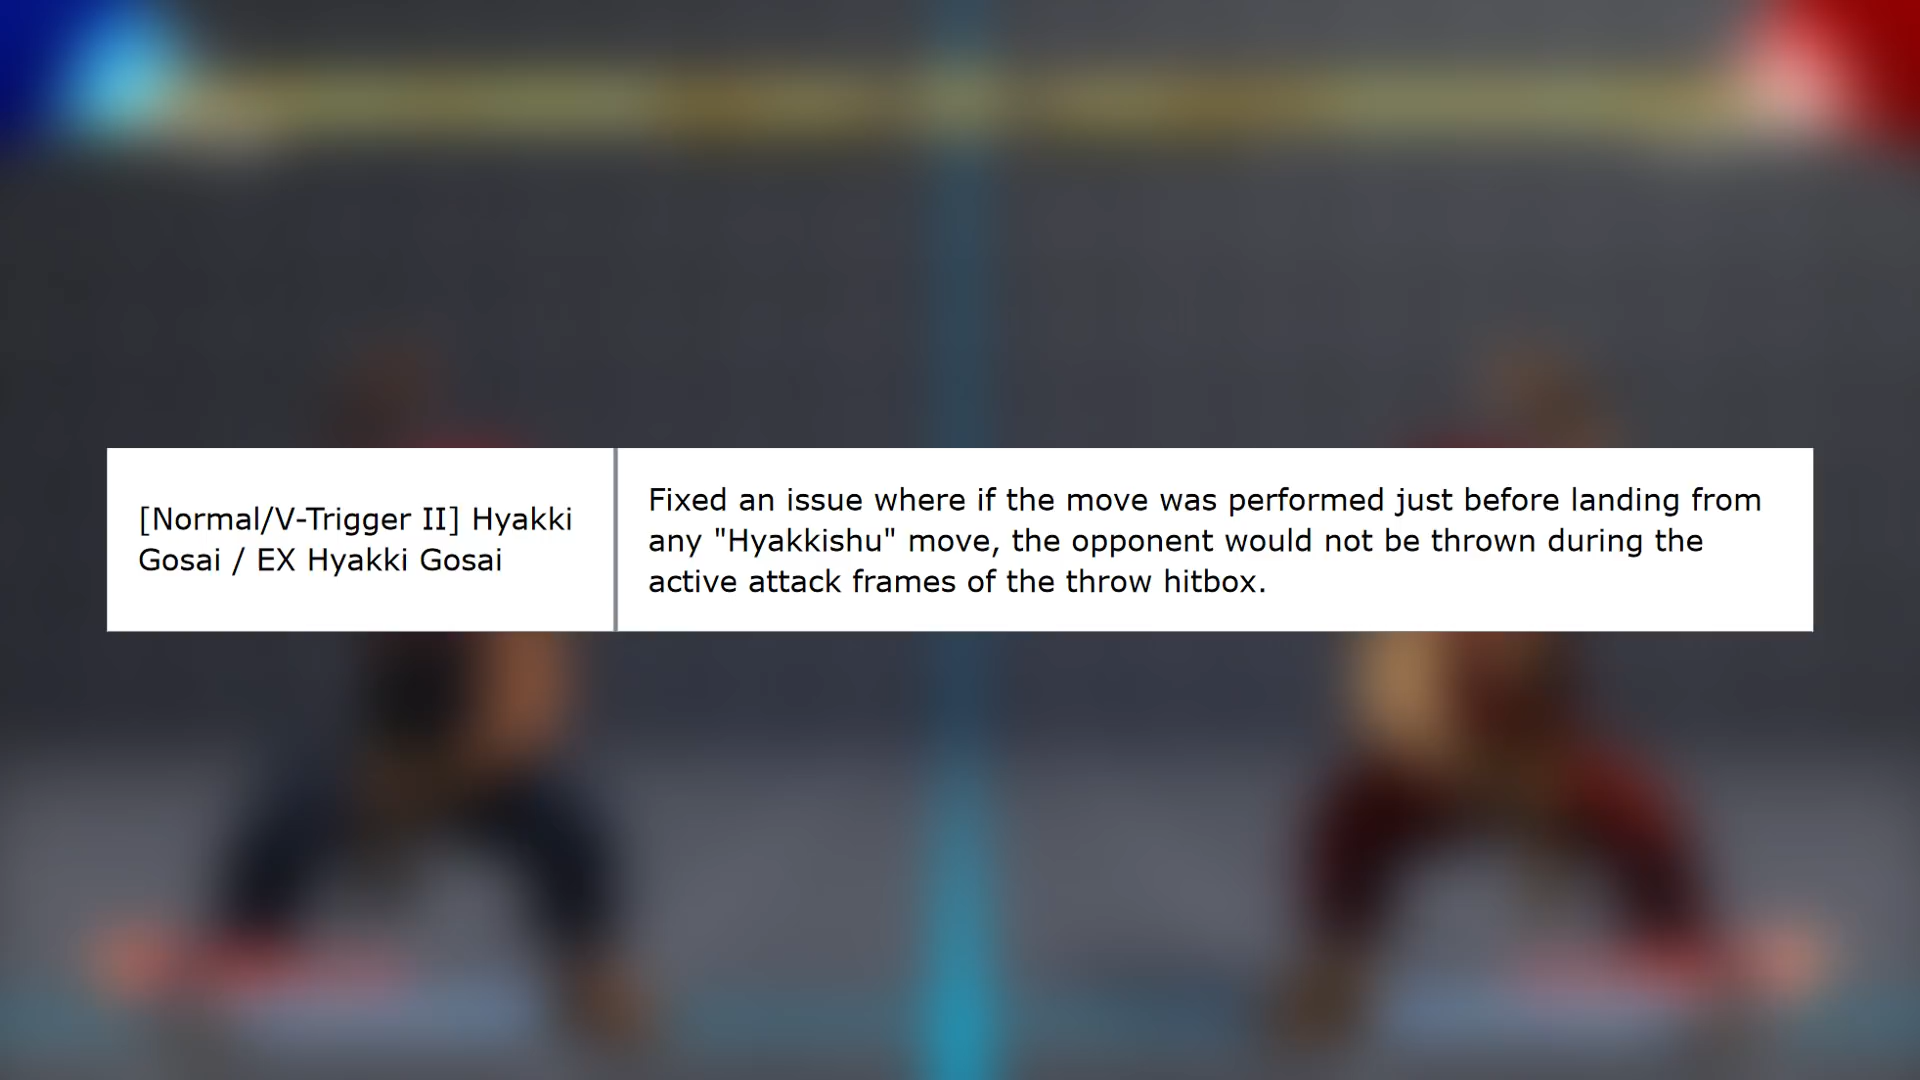 [Normal/V-Trigger II] Hyakki
Gosai / EX Hyakki Gosai
Fixed an issue where if the move was performed just before landing from
any "Hyakkishu" move, the opponent would not be thrown during the
active attack frames of the throw hitbox.